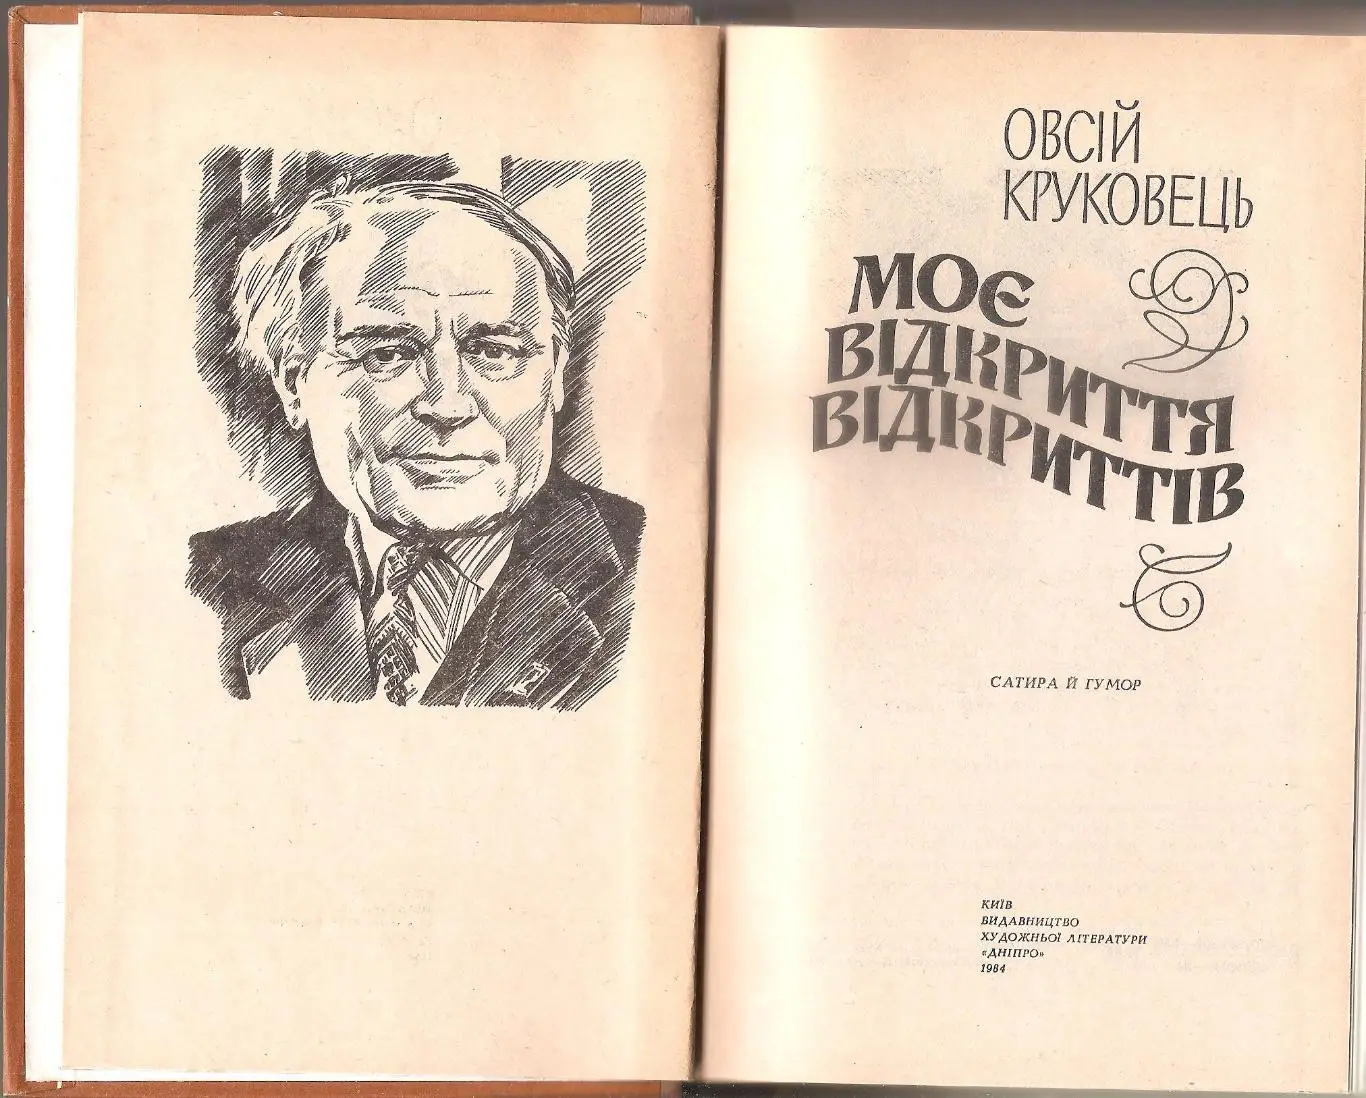 ОВСІЙ
КРУКОВЕЦЬ
МОЄ
ВІДКРИТТЯ
ВІДКРИТТІВ
САТИРА Й ГУМОР
КИЇВ
ВИДАВНИЦТВО
ХУДОЖНЬОЇ ЛІТЕРАТУРИ
«ДНІПРО»
1984